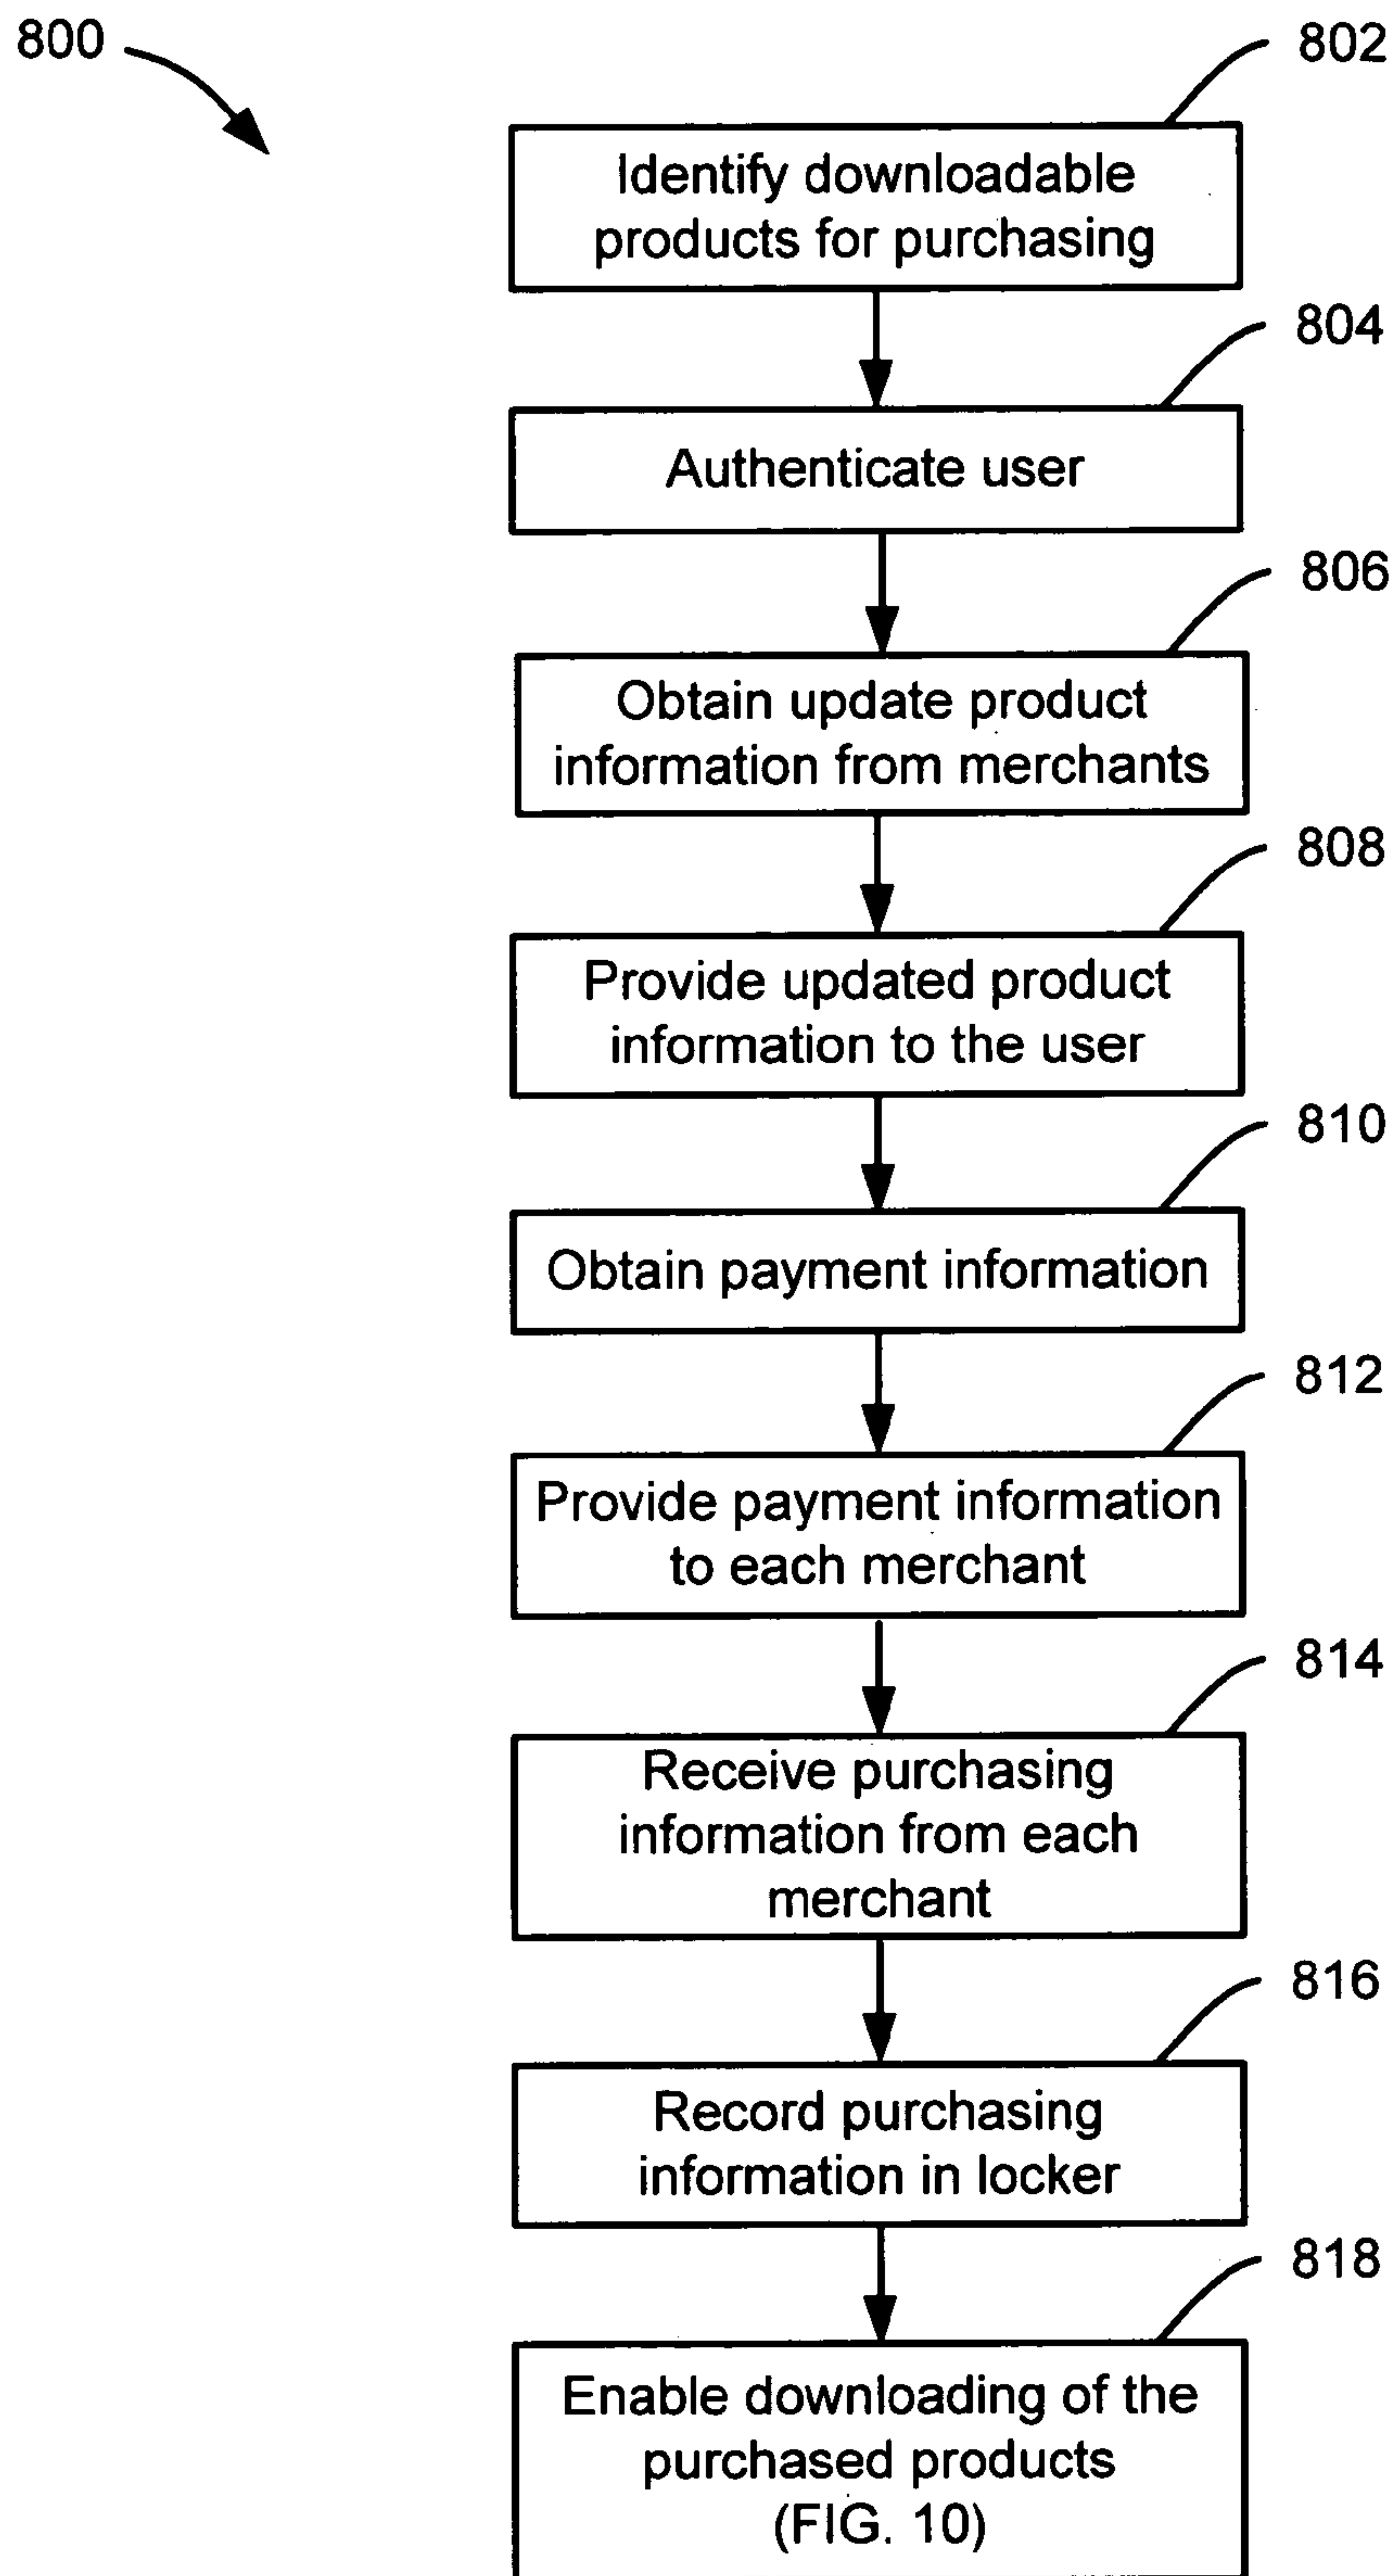 800
802
Identify downloadable
products for purchasing
804
Authenticate user
806
Obtain update product
information from merchants
808
Provide updated product
information to the user
810
Obtain payment information
812
Provide payment information
to each merchant
814
Receive purchasing
information from each
merchant
816
Record purchasing
information in locker
818
Enable downloading of the
purchased products
(FIG. 10)